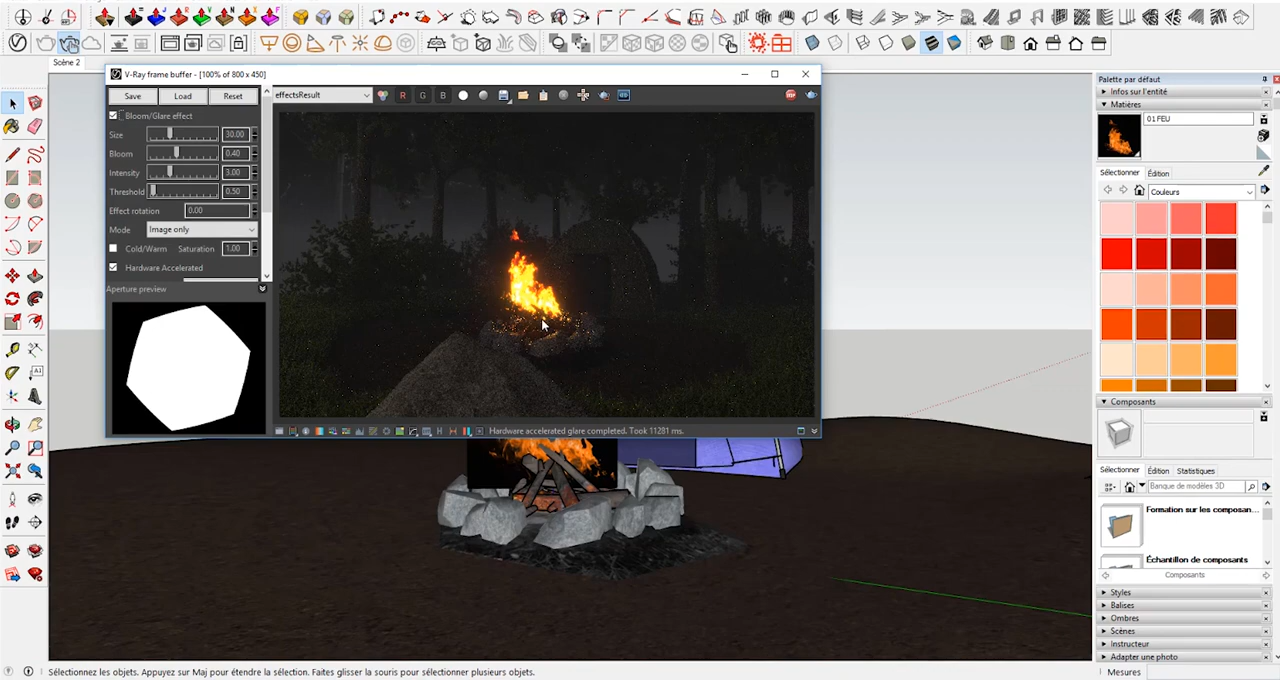 Scène 2
V-Ray frame buffer - [100% of 800 x 450]
Save Load Reset
effectsResult
R G B
Bloom/Glare effect
Size 30.00
Bloom 0.40
Intensity 3.00
Threshold 0.50
Effect rotation 0.00
Mode Image only
Cold/Warm Saturation 1.00
Hardware Accelerated
Aperture preview
Hardware accelerated glare completed. Took 11281 ms.
Palette par défaut
Infos sur l'entité
Matières
01 FEU
Sélectionner Édition
Couleurs
Composants
Sélectionner Édition Statistiques
Banque de modèles 3D
Formation sur les composan...
Échantillon de composants
Composants
Styles
Balises
Ombres
Scènes
Instructeur
Adapter une photo
Sélectionnez les objets. Appuyez sur Maj pour étendre la sélection. Faites glisser la souris pour sélectionner plusieurs objets.
Mesures